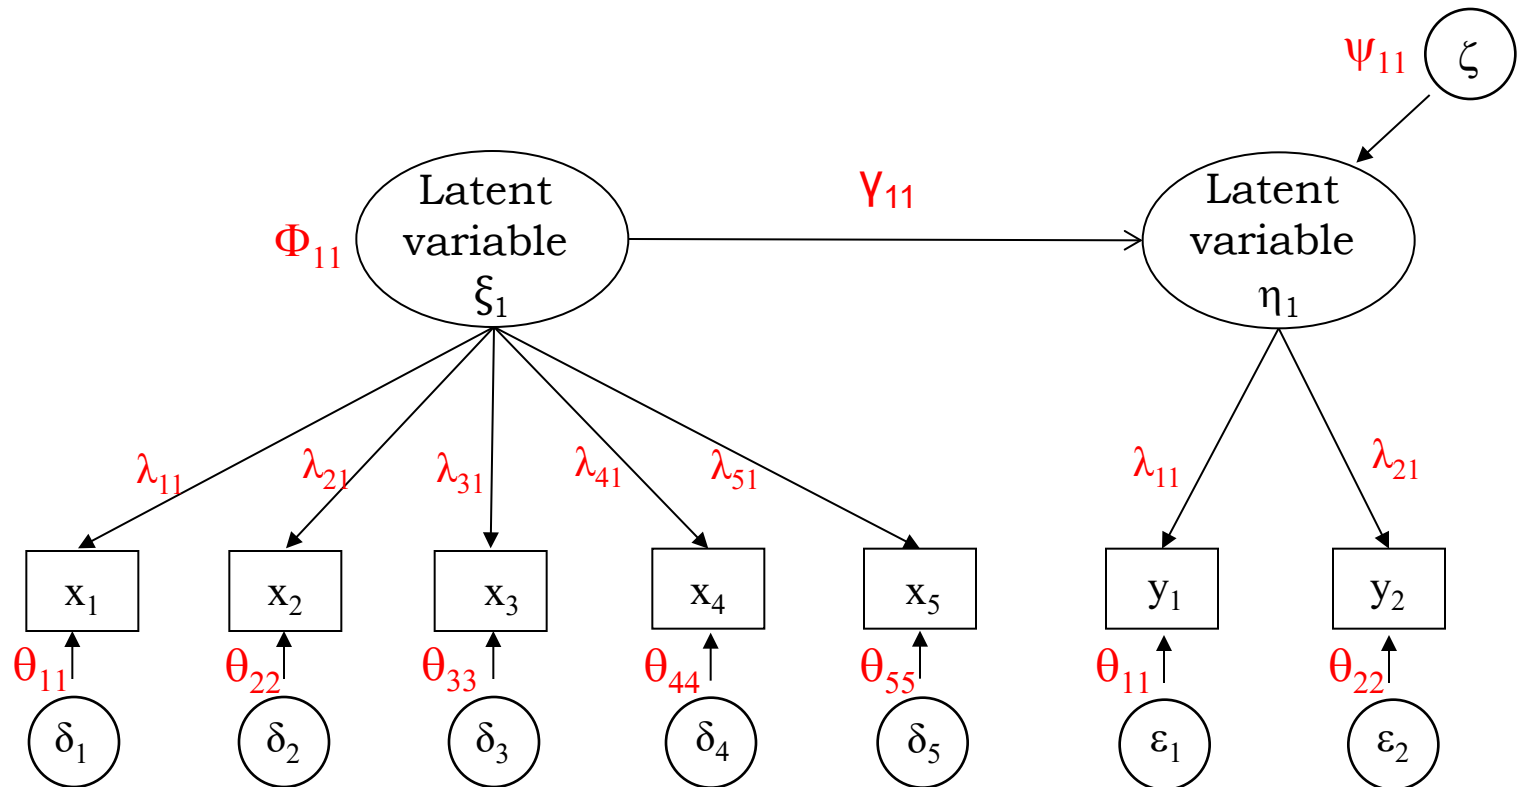 ψ₁₁
ζ
Latent
variable
ξ₁
Φ₁₁
γ₁₁
Latent
variable
η₁
λ₁₁
λ₂₁
λ₃₁
λ₄₁
λ₅₁
λ₁₁
λ₂₁
x₁
x₂
x₃
x₄
x₅
y₁
y₂
θ₁₁
θ₂₂
θ₃₃
θ₄₄
θ₅₅
θ₁₁
θ₂₂
δ₁
δ₂
δ₃
δ₄
δ₅
ε₁
ε₂